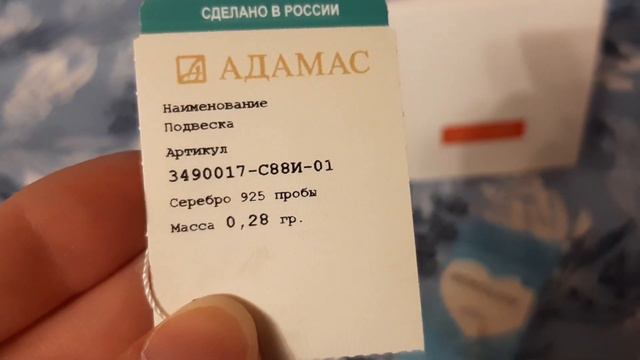 СДЕЛАНО В РОССИИ
АДАМАС
Наименование
Подвеска
Артикул
3490017-С88И-01
Серебро 925 пробы
Масса 0,28 гр.